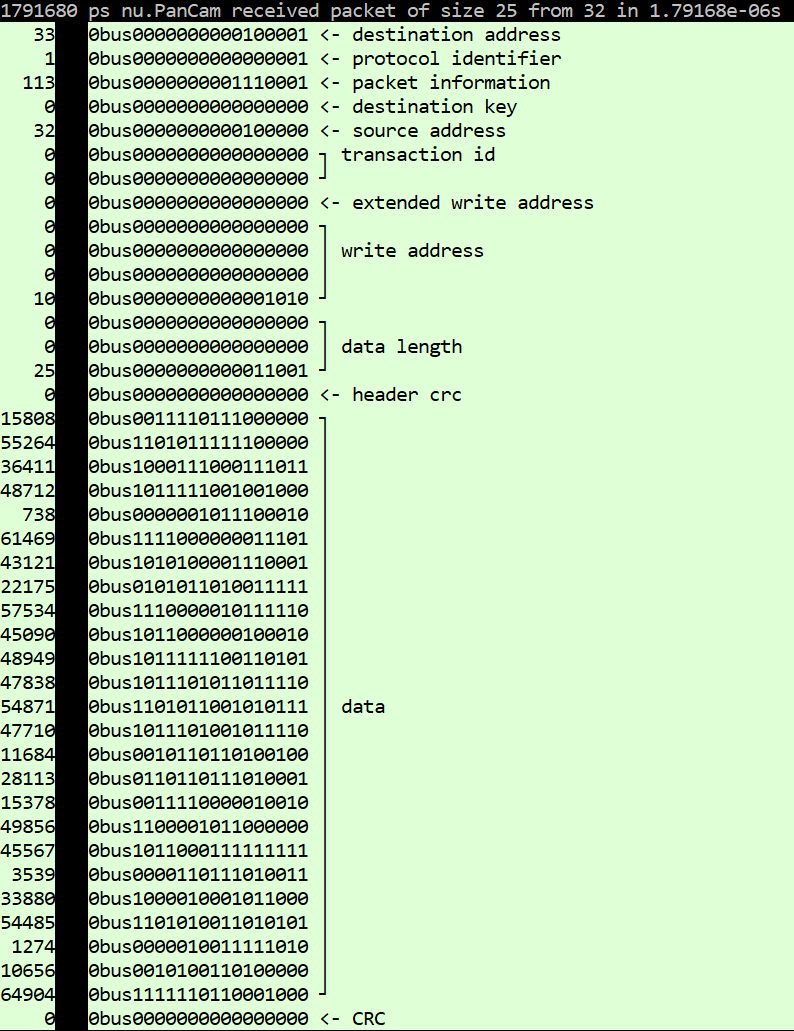 1791680 ps nu.PanCam received packet of size 25 from 32 in 1.79168e-06s
33 0bus0000000000100001 <- destination address
1 0bus0000000000000001 <- protocol identifier
113 0bus0000000001110001 <- packet information
0 0bus0000000000000000 <- destination key
32 0bus0000000000100000 <- source address
0 0bus0000000000000000 ┐ transaction id
0 0bus0000000000000000 ┘
0 0bus0000000000000000 <- extended write address
0 0bus0000000000000000 ┐
0 0bus0000000000000000 │ write address
0 0bus0000000000000000 │
10 0bus0000000000001010 ┘
0 0bus0000000000000000 ┐
0 0bus0000000000000000 │ data length
25 0bus0000000000011001 ┘
0 0bus0000000000000000 <- header crc
15808 0bus0011110111000000 ┐
55264 0bus1101011111100000 │
36411 0bus1000111000111011 │
48712 0bus1011111001001000 │
738 0bus0000001011100010 │
61469 0bus1111000000011101 │
43121 0bus1010100001110001 │
22175 0bus0101011010011111 │
57534 0bus1110000010111110 │
45090 0bus1011000000100010 │
48949 0bus1011111100110101 │
47838 0bus1011101011011110 │
54871 0bus1101011001010111 │ data
47710 0bus1011101001011110 │
11684 0bus0010110110100100 │
28113 0bus0110110111010001 │
15378 0bus0011110000010010 │
49856 0bus1100001011000000 │
45567 0bus1011000111111111 │
3539 0bus0000110111010011 │
33880 0bus1000010001011000 │
54485 0bus1101010011010101 │
1274 0bus0000010011111010 │
10656 0bus0010100110100000 │
64904 0bus1111110110001000 ┘
0 0bus0000000000000000 <- CRC